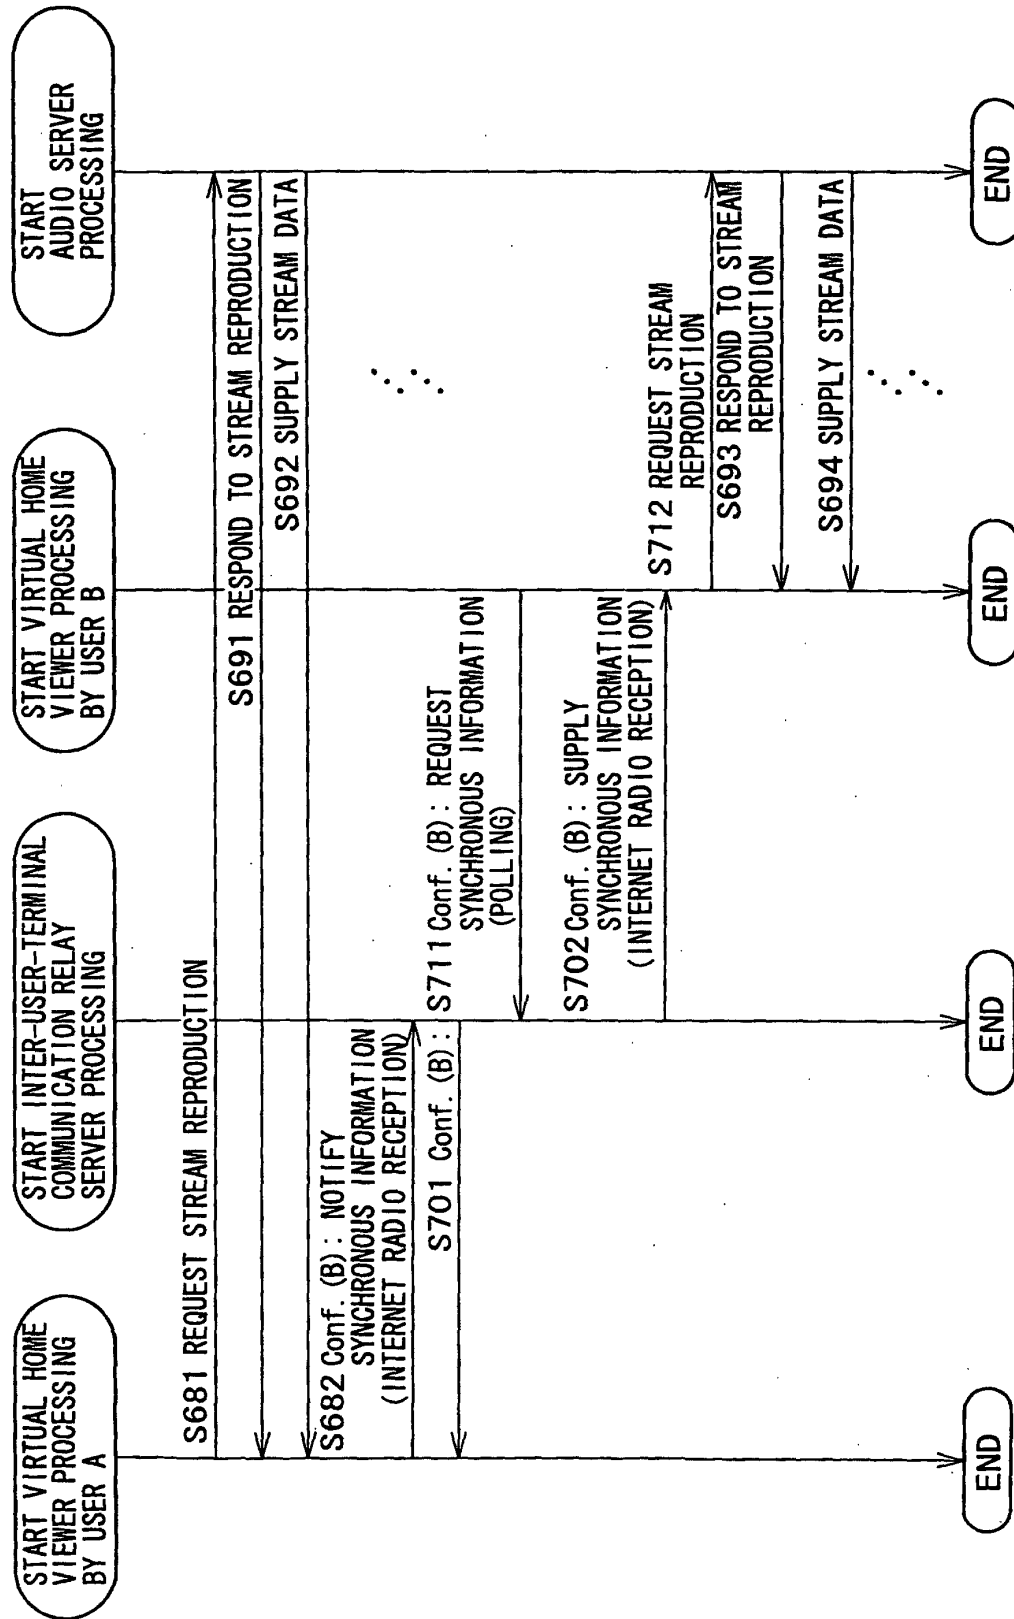 START VIRTUAL HOME
VIEWER PROCESSING
BY USER A
START INTER-USER-TERMINAL
COMMUNICATION RELAY
SERVER PROCESSING
START VIRTUAL HOME
VIEWER PROCESSING
BY USER B
START
AUDIO SERVER
PROCESSING
S681 REQUEST STREAM REPRODUCTION
S691 RESPOND TO STREAM REPRODUCTION
S692 SUPPLY STREAM DATA
S682 Conf. (B) : NOTIFY
SYNCHRONOUS INFORMATION
(INTERNET RADIO RECEPTION)
S701 Conf. (B) :
S711 Conf. (B) : REQUEST
SYNCHRONOUS INFORMATION
(POLLING)
S702 Conf. (B) : SUPPLY
SYNCHRONOUS INFORMATION
(INTERNET RADIO RECEPTION)
S712 REQUEST STREAM
REPRODUCTION
S693 RESPOND TO STREAM
REPRODUCTION
S694 SUPPLY STREAM DATA
END
END
END
END